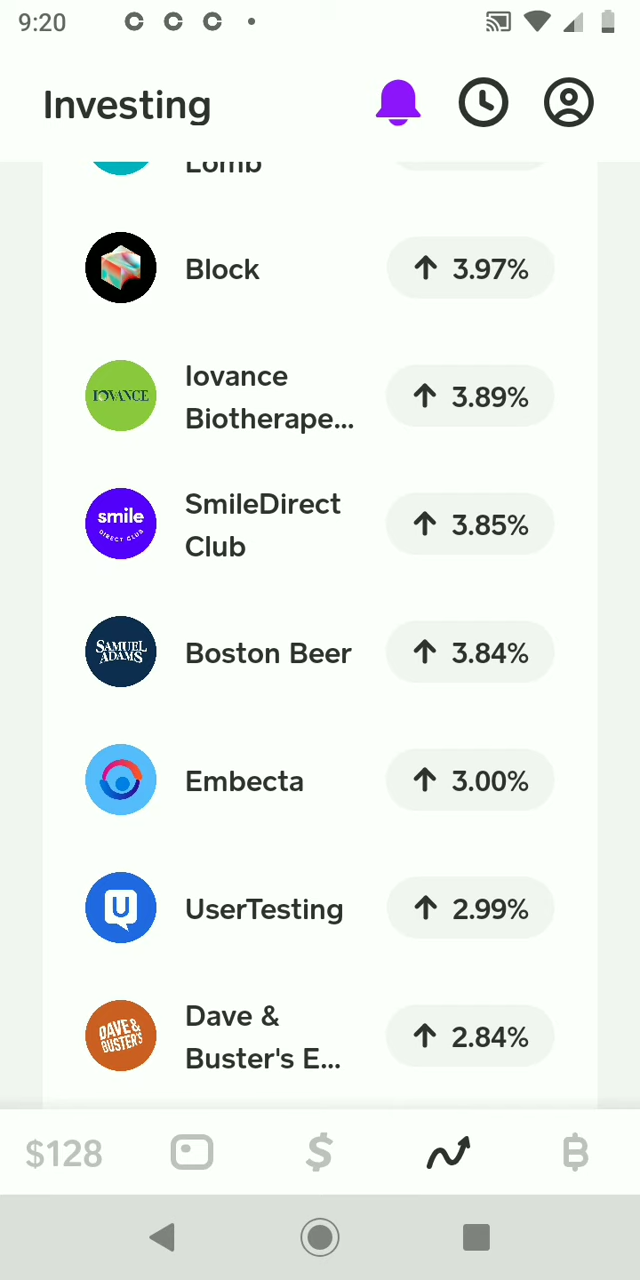 9:20
Investing
Lomb
Block
3.97%
IOVANCE
Iovance
Biotherape...
3.89%
smile
DIRECT CLUB
SmileDirect
Club
3.85%
SAMUEL
ADAMS
Boston Beer
3.84%
Embecta
3.00%
U
UserTesting
2.99%
DAVE &
BUSTER'S
Dave &
Buster's E...
2.84%
$128